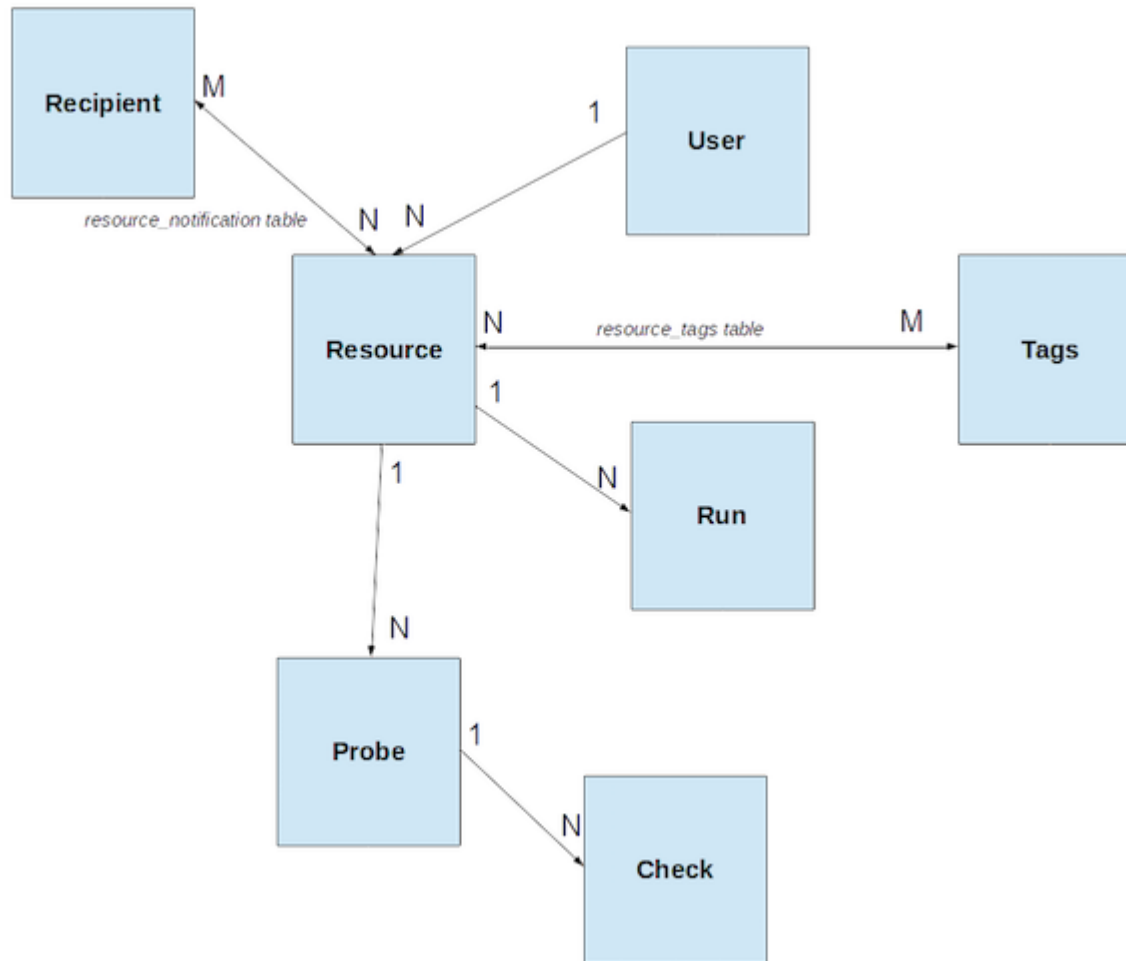 M
Recipient
1
User
resource_notification table
N
N
N
resource_tags table
M
Resource
Tags
1
N
Run
1
N
Probe
1
N
Check